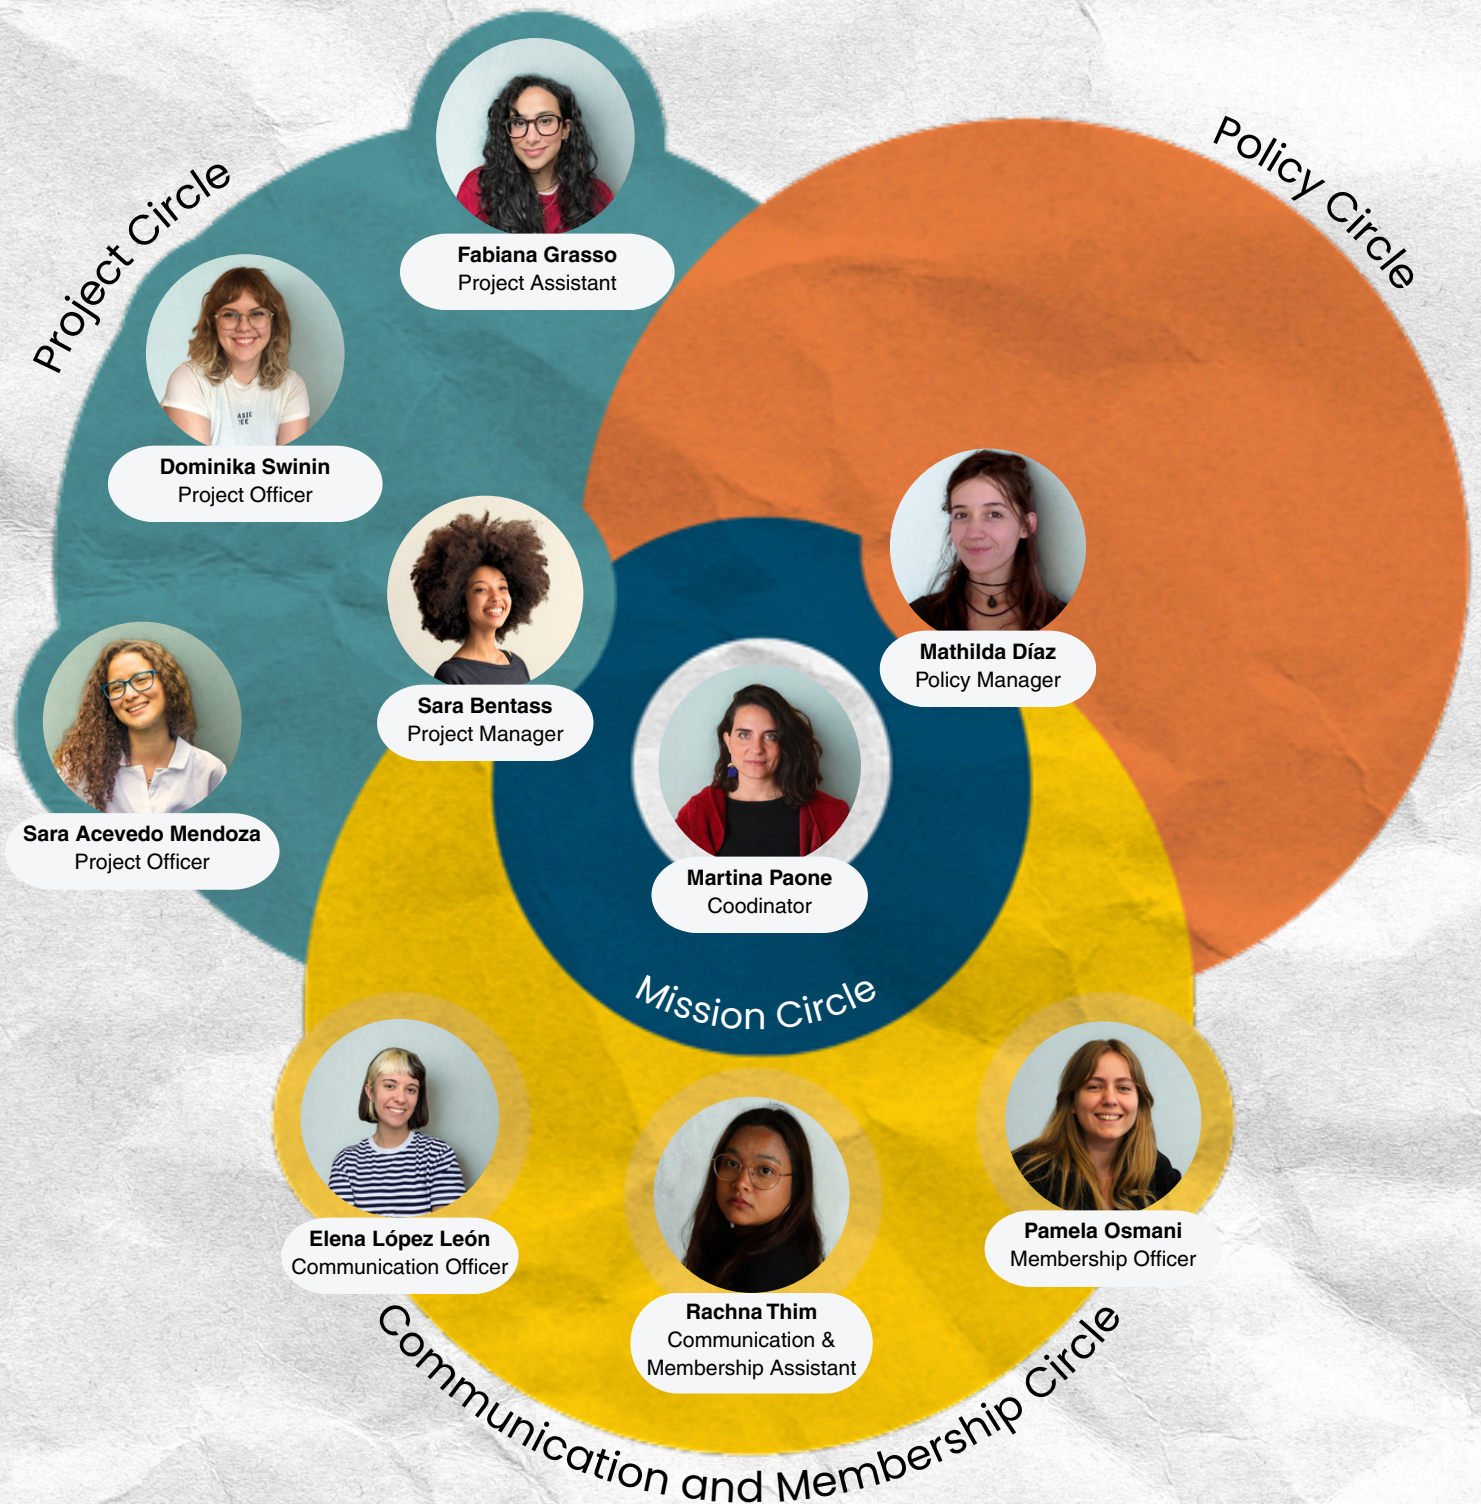 Project Circle
Policy Circle
Fabiana Grasso
Project Assistant
Dominika Swinin
Project Officer
ASIC
TEE
Sara Bentass
Project Manager
Mathilda Díaz
Policy Manager
Sara Acevedo Mendoza
Project Officer
Martina Paone
Coodinator
Mission Circle
Elena López León
Communication Officer
Rachna Thim
Communication &
Membership Assistant
Pamela Osmani
Membership Officer
Communication and Membership Circle